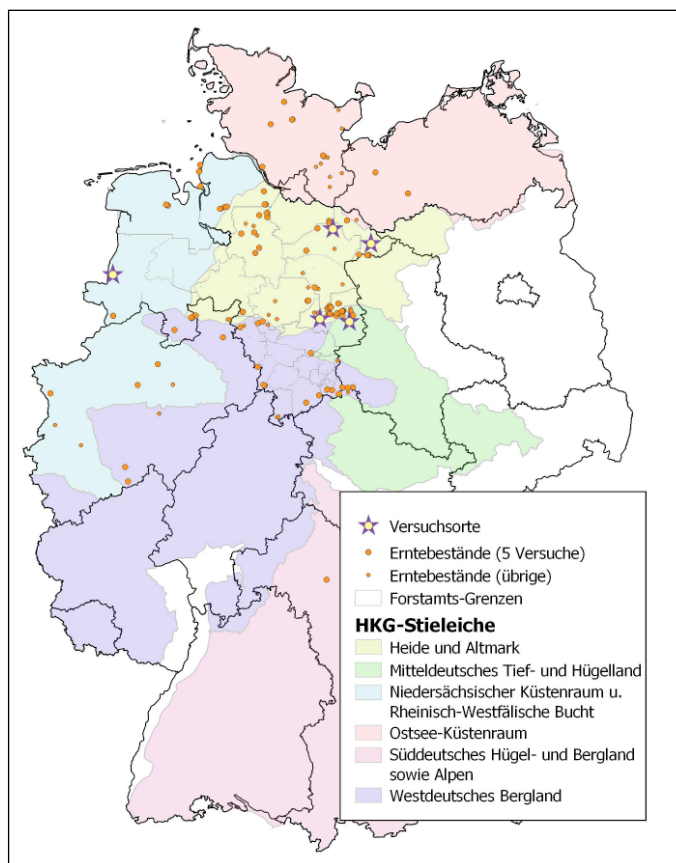 Versuchsorte
Erntebestände (5 Versuche)
Erntebestände (übrige)
Forstamts-Grenzen
HKG-Stieleiche
Heide und Altmark
Mitteldeutsches Tief- und Hügelland
Niedersächsischer Küstenraum u.
Rheinisch-Westfälische Bucht
Ostsee-Küstenraum
Süddeutsches Hügel- und Bergland
sowie Alpen
Westdeutsches Bergland